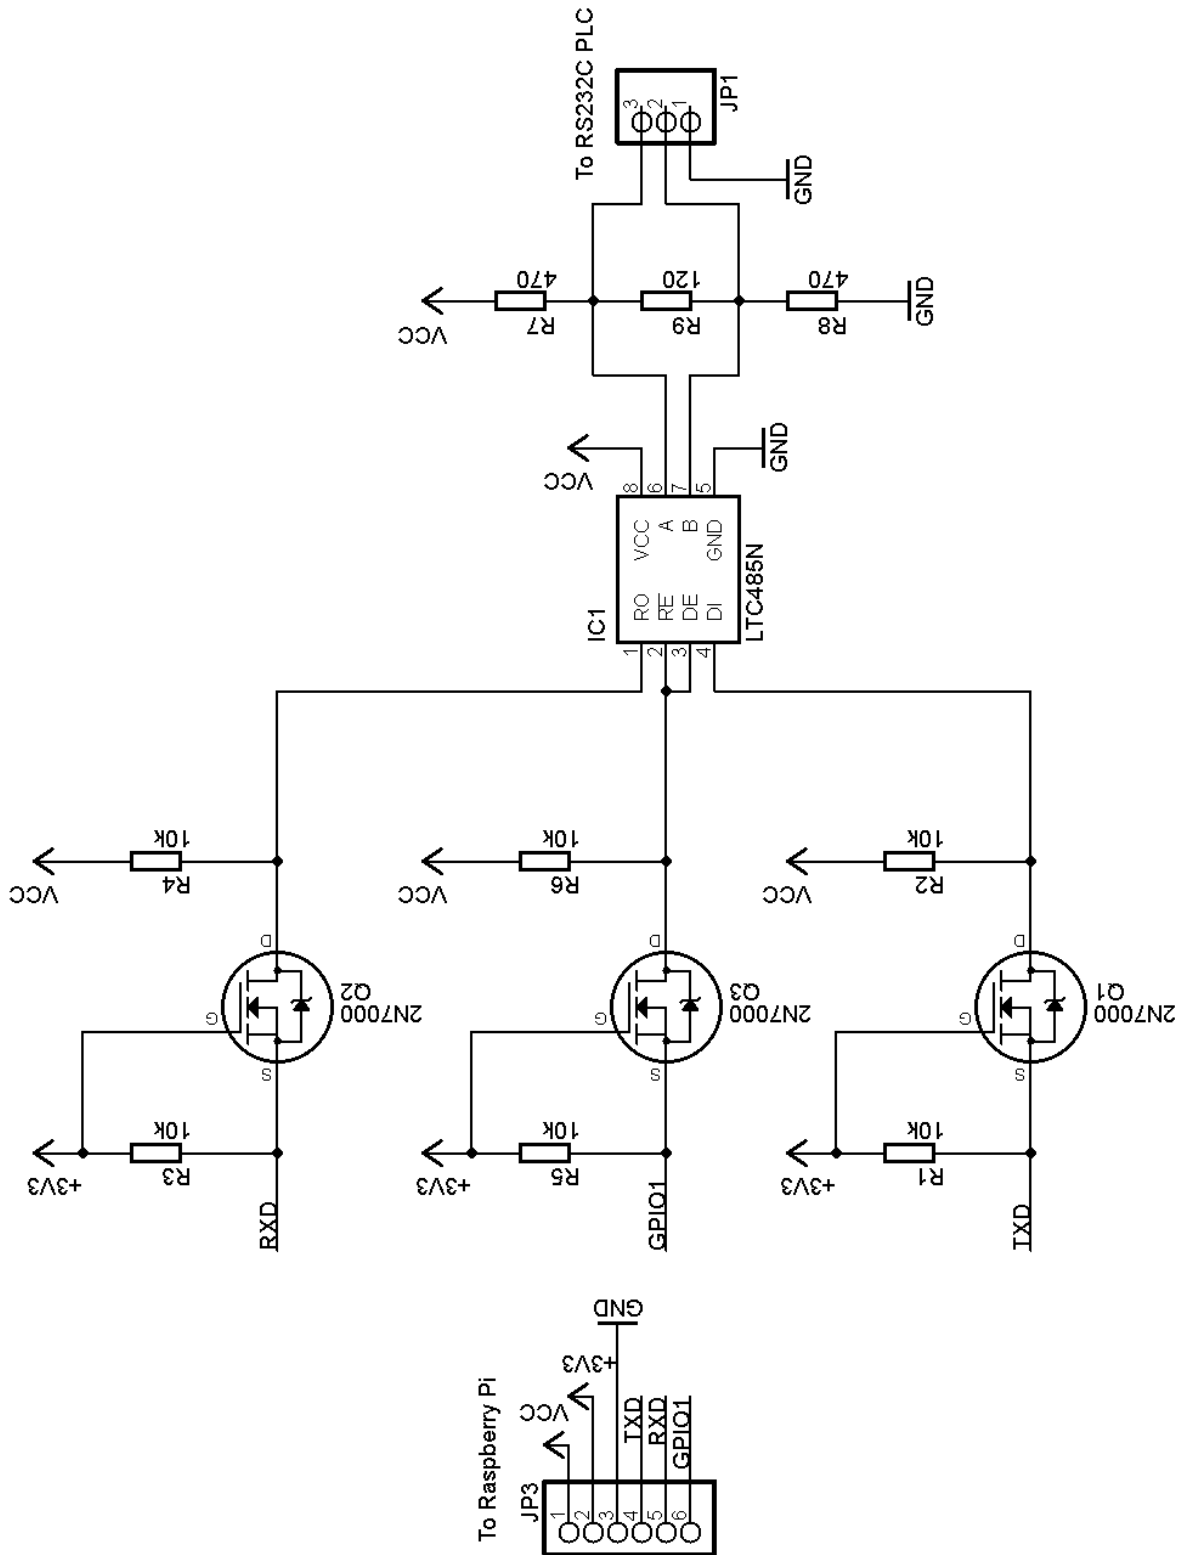 To RS232C PLC
3
2
1
JP1
GND
VCC
470
R7
120
R9
470
R8
GND
VCC
8
6
7
5
GND
IC1
RO
VCC
RE
A
DE
B
DI
GND
LTC485N
1
2
3
4
VCC
10k
R4
VCC
10k
R6
VCC
10k
R2
D
G
S
2N7000
Q2
D
G
S
2N7000
Q3
D
G
S
2N7000
Q1
+3V3
10k
R3
RXD
+3V3
10k
R5
GPIO1
+3V3
10k
R1
TXD
GND
+3V3
VCC
TXD
RXD
GPIO1
To Raspberry Pi
JP3
1
2
3
4
5
6